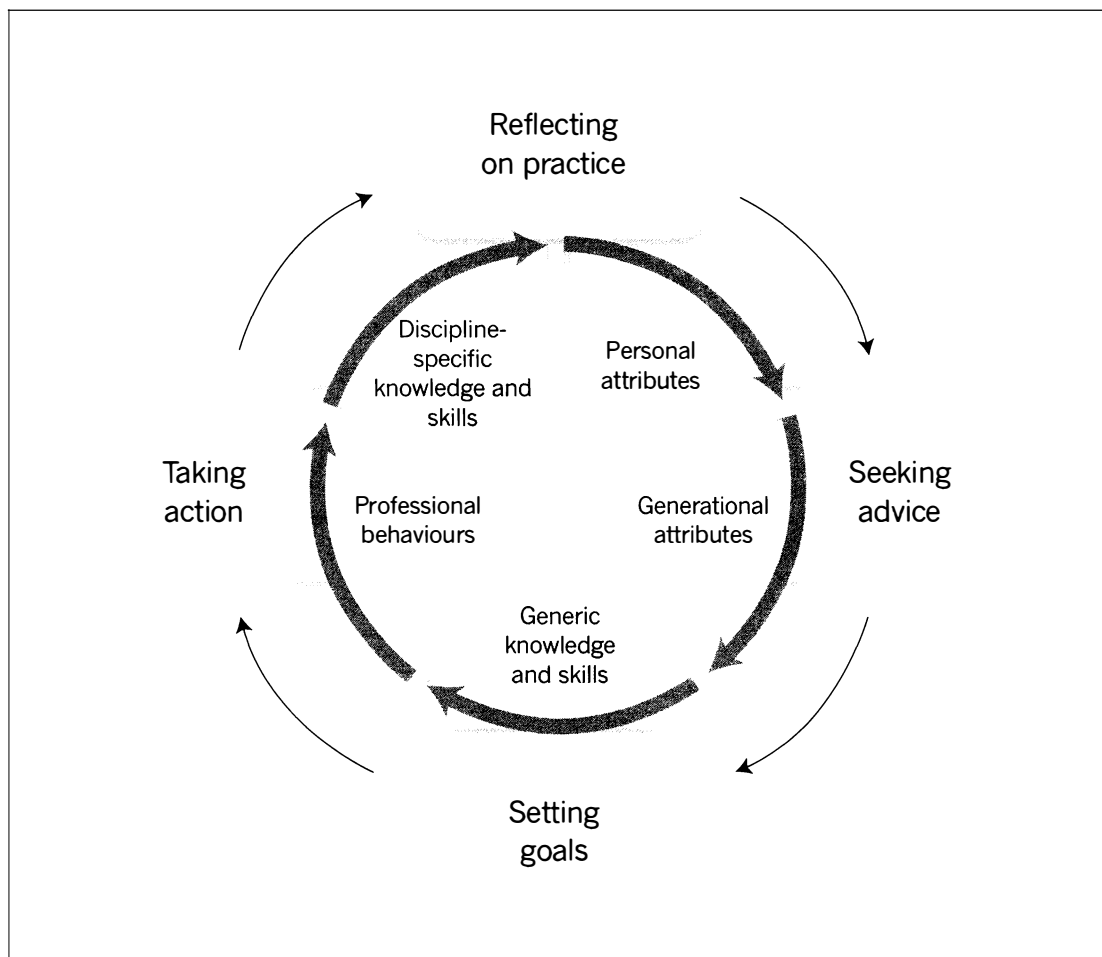 Reflecting
on practice
Discipline-
specific
knowledge and
skills
Personal
attributes
Taking
action
Professional
behaviours
Generational
attributes
Seeking
advice
Generic
knowledge
and skills
Setting
goals